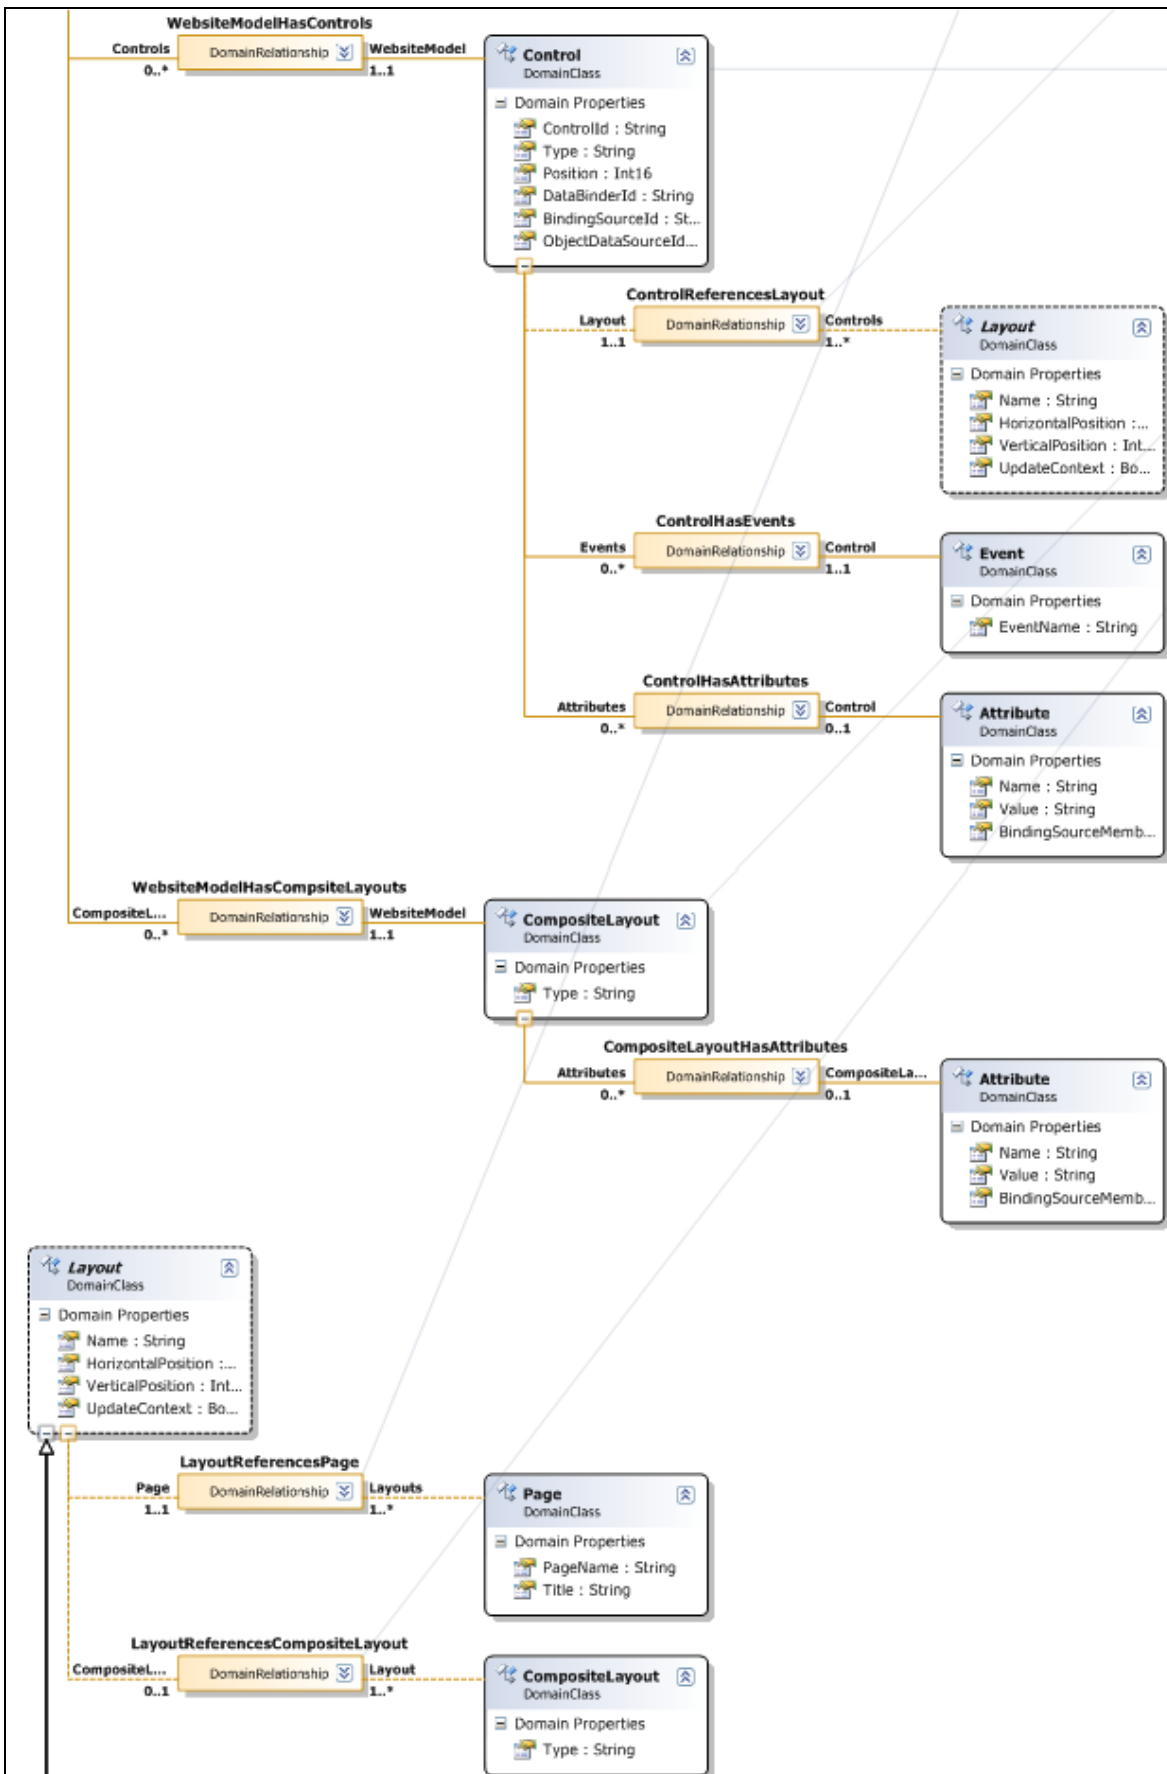 WebsiteModelHasControls
Controls DomainRelationship WebsiteModel
0..* 1..1
Control
DomainClass
Domain Properties
ControlId : String
Type : String
Position : Int16
DataBinderId : String
BindingSourceId : St...
ObjectDataSourceId...
ControlReferencesLayout
Layout DomainRelationship Controls
1..1 1..*
Layout
DomainClass
Domain Properties
Name : String
HorizontalPosition :...
VerticalPosition : Int...
UpdateContext : Bo...
ControlHasEvents
Events DomainRelationship Control
0..* 1..1
Event
DomainClass
Domain Properties
EventName : String
ControlHasAttributes
Attributes DomainRelationship Control
0..* 0..1
Attribute
DomainClass
Domain Properties
Name : String
Value : String
BindingSourceMemb...
WebsiteModelHasCompsiteLayouts
CompositeL... DomainRelationship WebsiteModel
0..* 1..1
CompositeLayout
DomainClass
Domain Properties
Type : String
CompositeLayoutHasAttributes
Attributes DomainRelationship CompositeLa...
0..* 0..1
Attribute
DomainClass
Domain Properties
Name : String
Value : String
BindingSourceMemb...
Layout
DomainClass
Domain Properties
Name : String
HorizontalPosition :...
VerticalPosition : Int...
UpdateContext : Bo...
LayoutReferencesPage
Page DomainRelationship Layouts
1..1 1..*
Page
DomainClass
Domain Properties
PageName : String
Title : String
LayoutReferencesCompositeLayout
CompositeL... DomainRelationship Layout
0..1 1..*
CompositeLayout
DomainClass
Domain Properties
Type : String